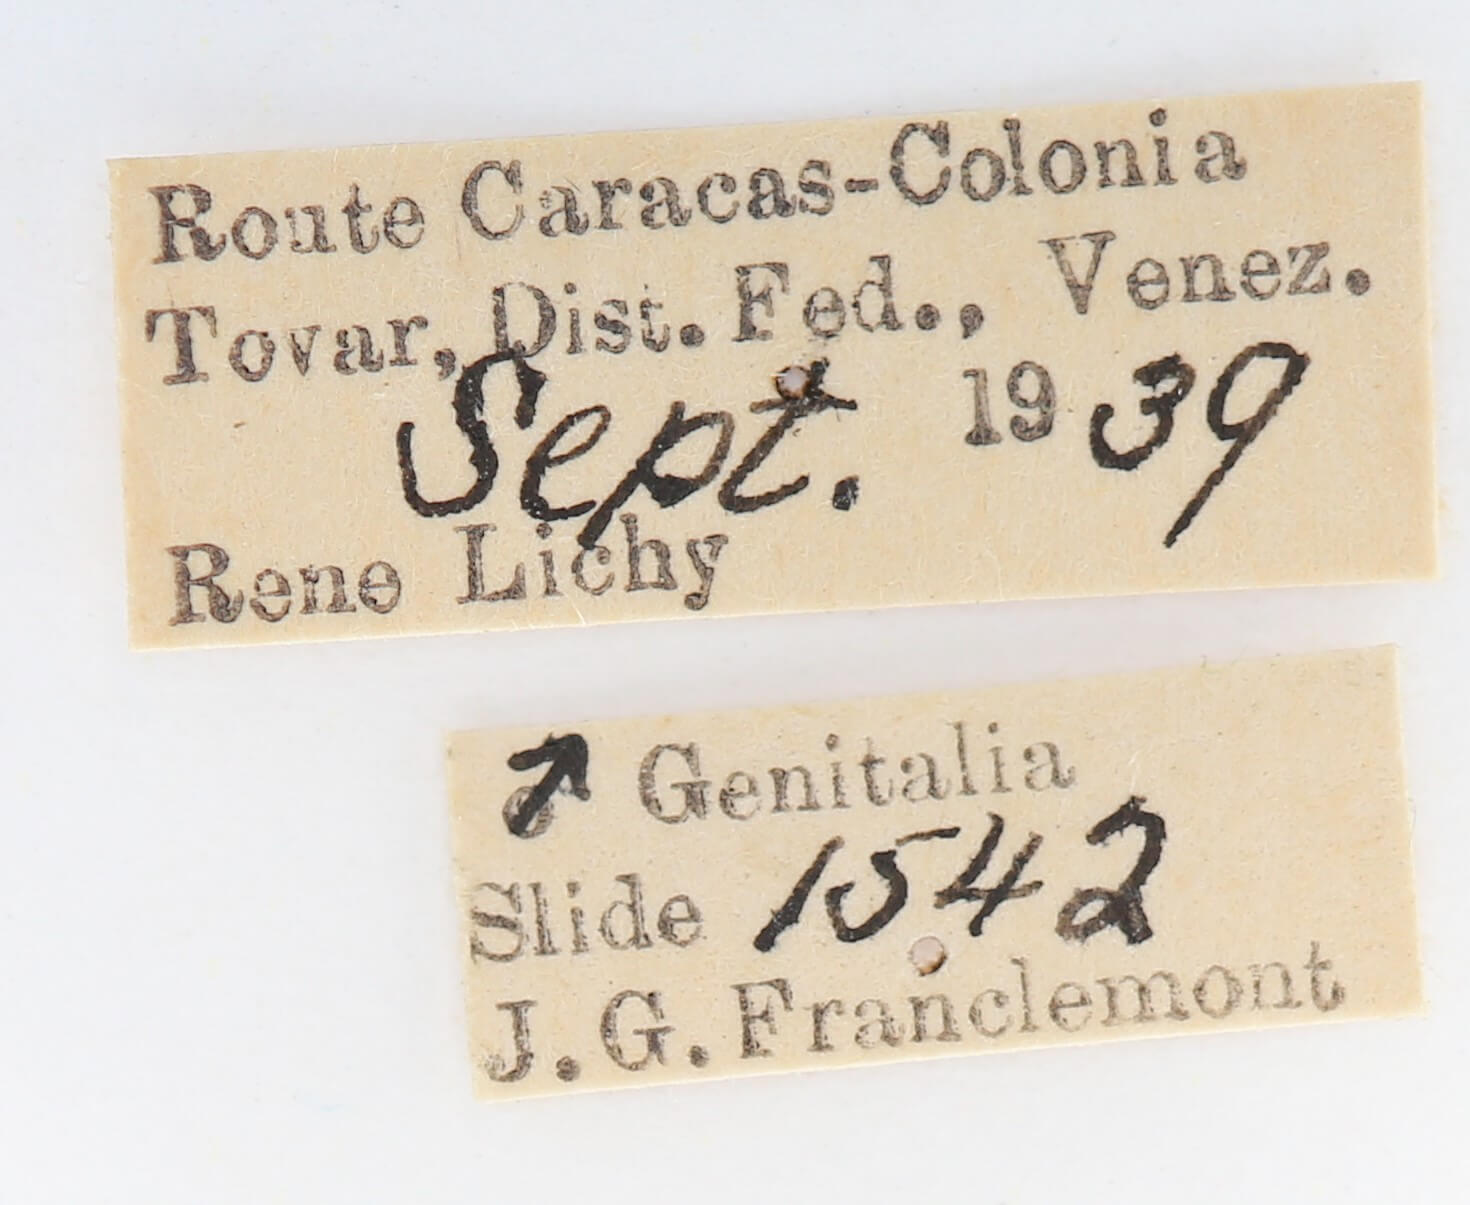 Route Caracas-Colonia
Tovar, Dist. Fed., Venez.
Sept. 1939
Rene Lichy
♂ Genitalia
Slide 1542
J. G. Franclemont